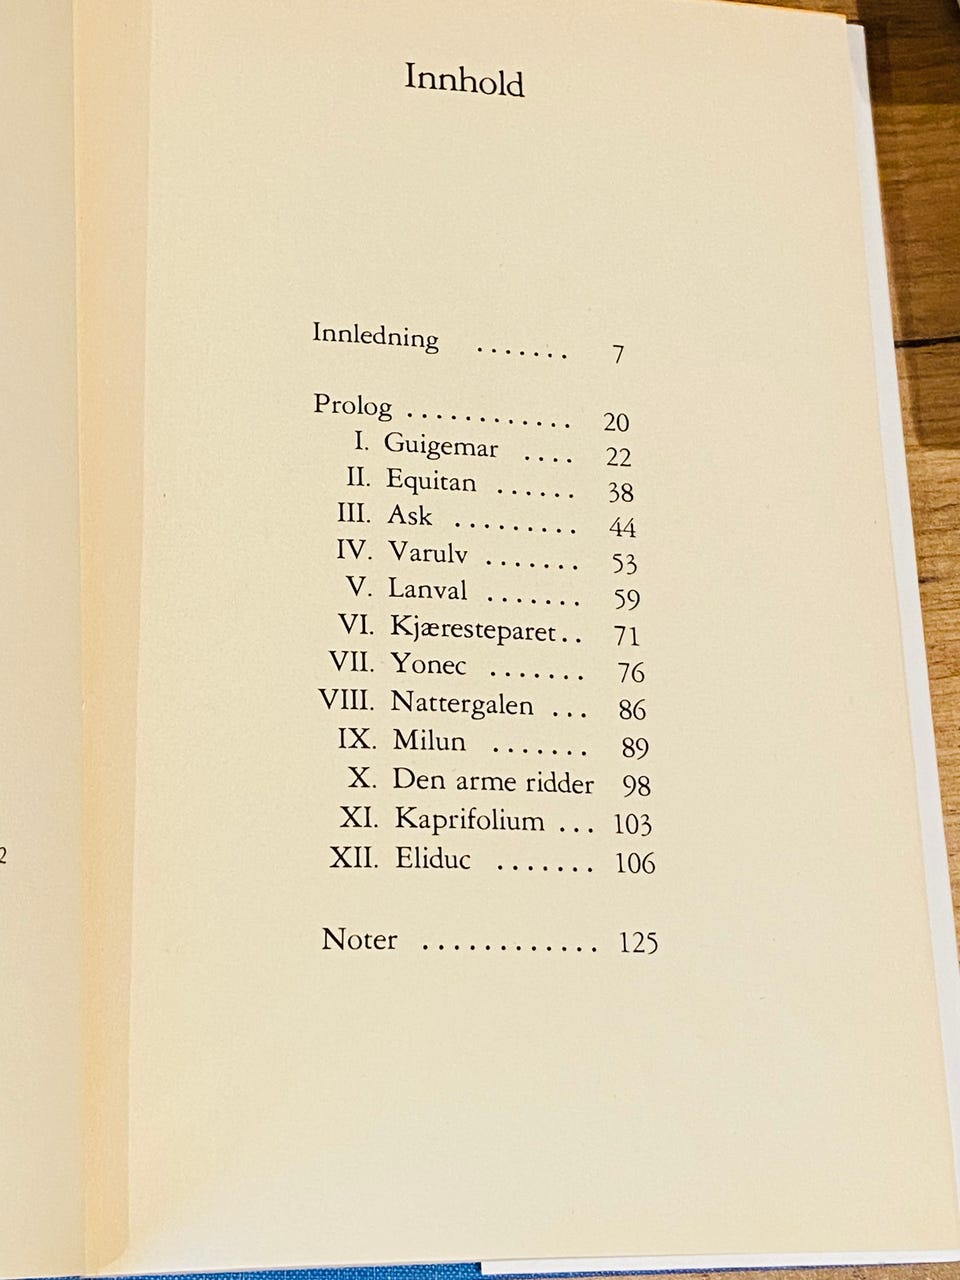 Innhold
Innledning ....... 7
Prolog ............ 20
I. Guigemar .... 22
II. Equitan ...... 38
III. Ask ......... 44
IV. Varulv ....... 53
V. Lanval ....... 59
VI. Kjæresteparet.. 71
VII. Yonec ....... 76
VIII. Nattergalen ... 86
IX. Milun ....... 89
X. Den arme ridder 98
XI. Kaprifolium ... 103
XII. Eliduc ....... 106
Noter ............ 125